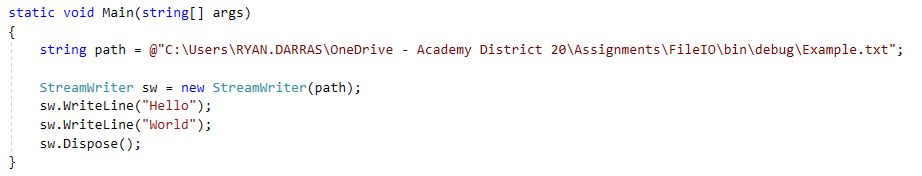 static void Main(string[] args)
{
string path = @"C:\Users\RYAN.DARRAS\OneDrive - Academy District 20\Assignments\FileIO\bin\debug\Example.txt";
StreamWriter sw = new StreamWriter(path);
sw.WriteLine("Hello");
sw.WriteLine("World");
sw.Dispose();
}